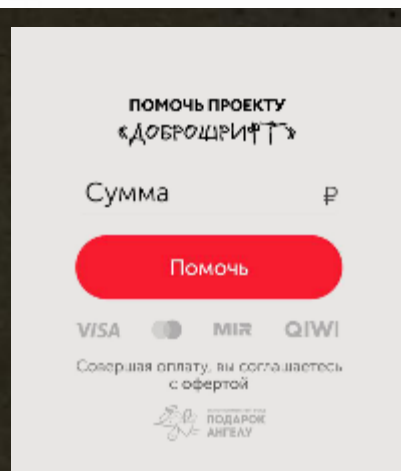 ПОМОЧЬ ПРОЕКТУ
«ДОБРОШРИФТ»
Сумма ₽
Помочь
VISA MIR QIWI
Совершая оплату, вы соглашаетесь
с офертой
ПОДАРОК
АНГЕЛУ